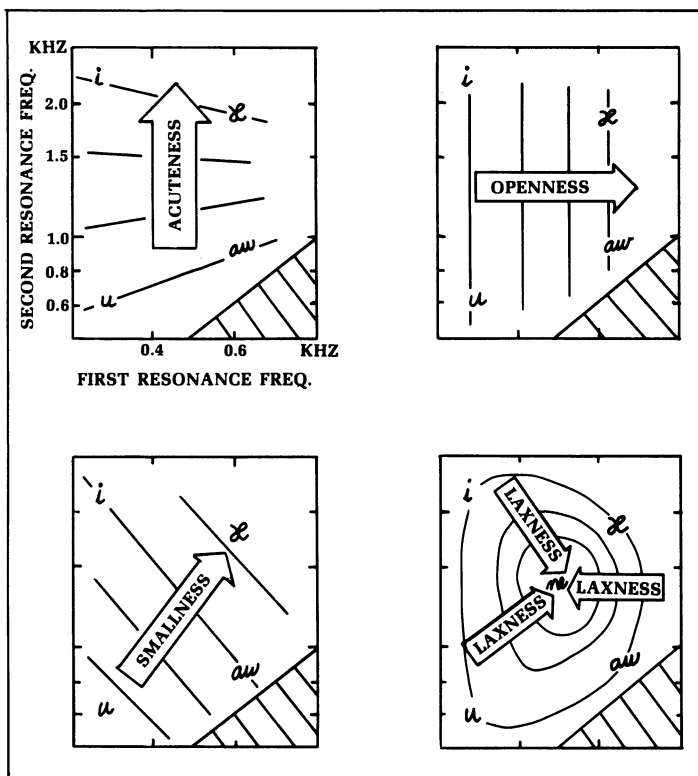 KHZ
SECOND RESONANCE FREQ.
2.0
1.5
1.0
0.8
0.6
i
æ
ACUTENESS
aw
u
0.4
0.6
KHZ
FIRST RESONANCE FREQ.
i
æ
OPENNESS
aw
u
i
æ
SMALLNESS
aw
u
i
æ
LAXNESS
LAXNESS
LAXNESS
aw
u